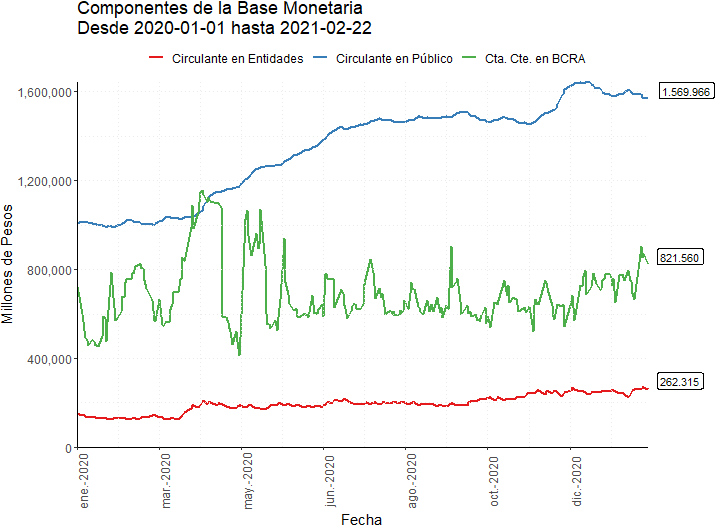 Componentes de la Base Monetaria
Desde 2020-01-01 hasta 2021-02-22
Circulante en Entidades
Circulante en Público
Cta. Cte. en BCRA
Millones de Pesos
1,600,000
1,200,000
800,000
400,000
0
1.569.966
821.560
262.315
ene.-2020
mar.-2020
may.-2020
jun.-2020
ago.-2020
oct.-2020
dic.-2020
Fecha